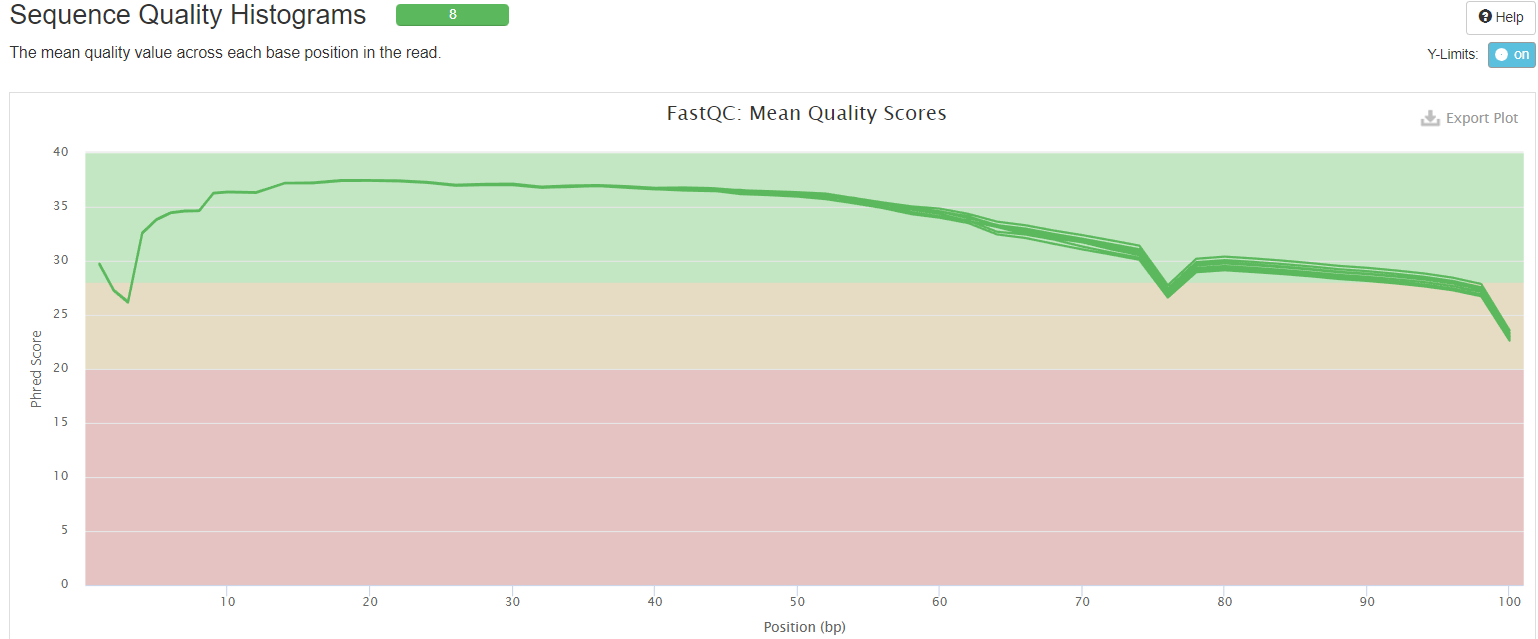 Sequence Quality Histograms 8 Help
The mean quality value across each base position in the read. Y-Limits: on
FastQC: Mean Quality Scores
Export Plot
40
35
30
25
20
15
10
5
0
Phred Score
10 20 30 40 50 60 70 80 90 100
Position (bp)